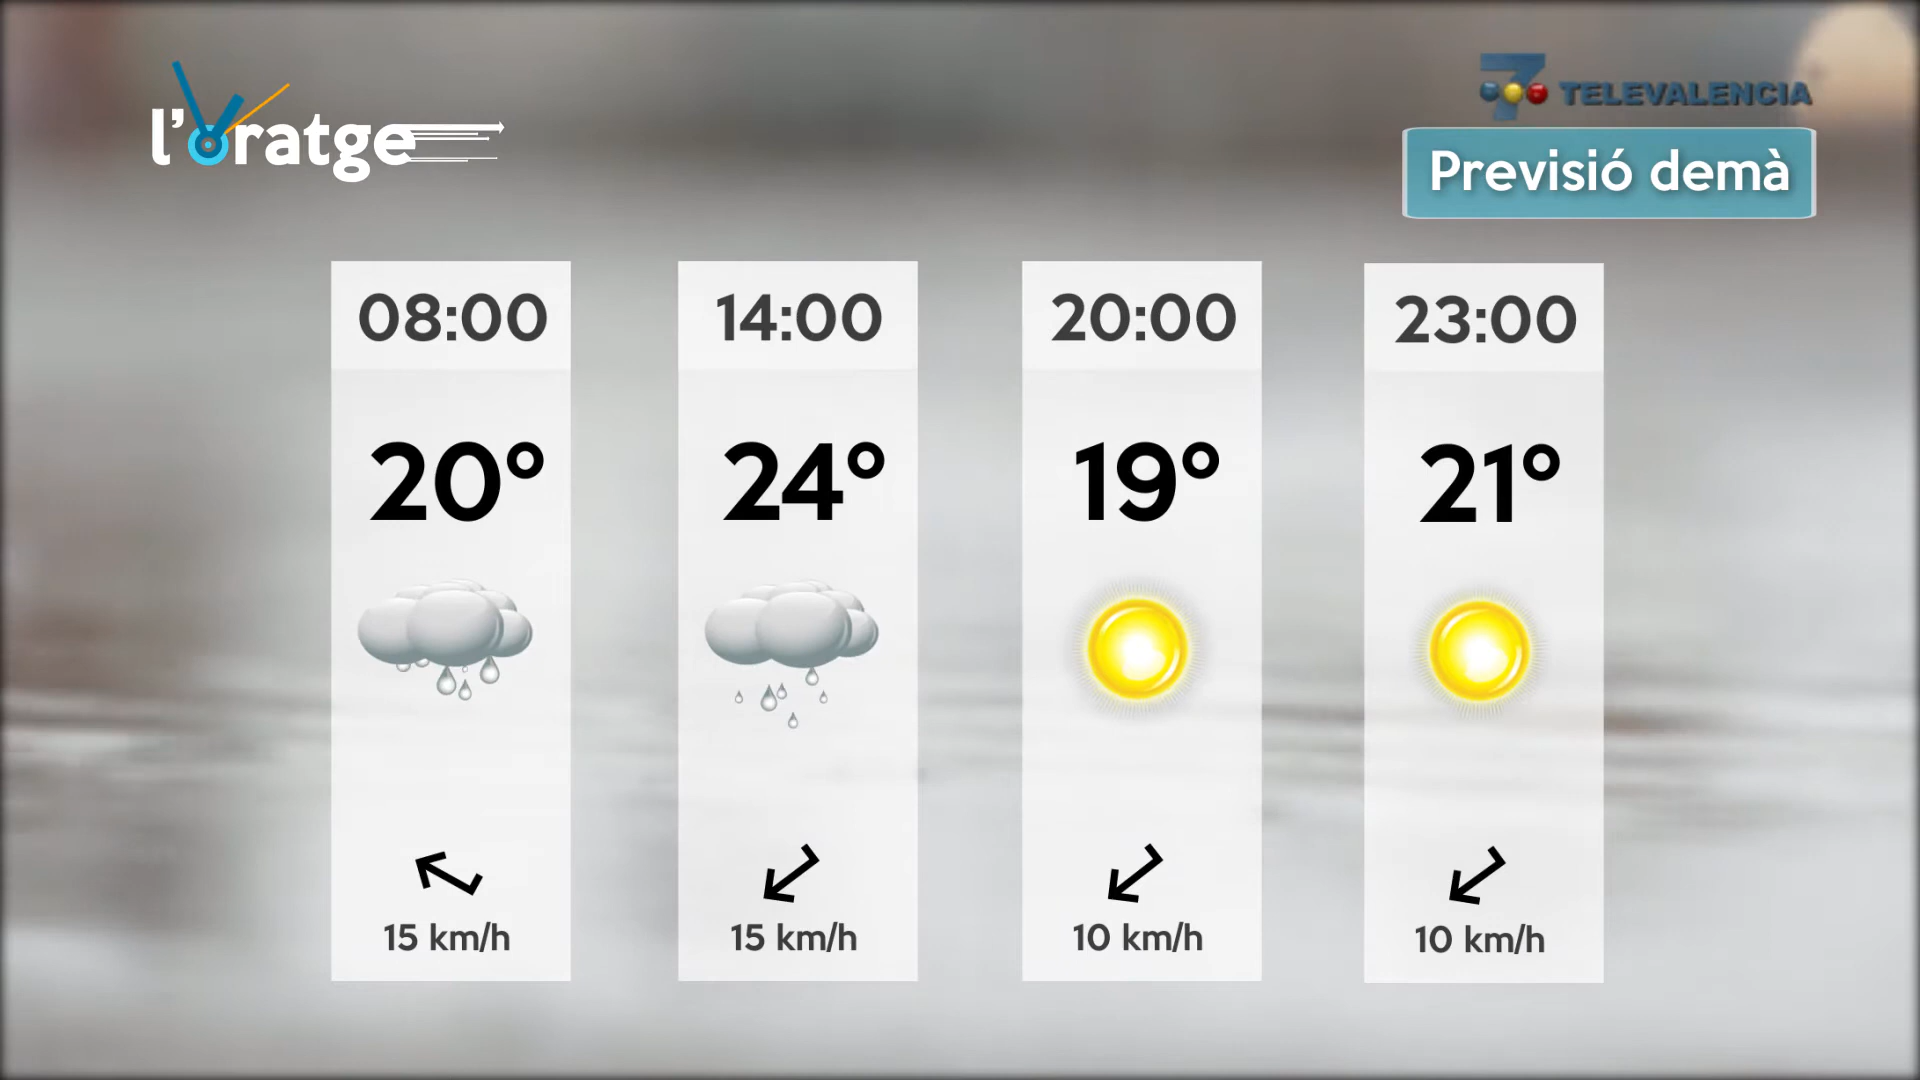 l'Oratge
7 TELEVALENCIA
Previsió demà
08:00
20°
15 km/h
14:00
24°
15 km/h
20:00
19°
10 km/h
23:00
21°
10 km/h